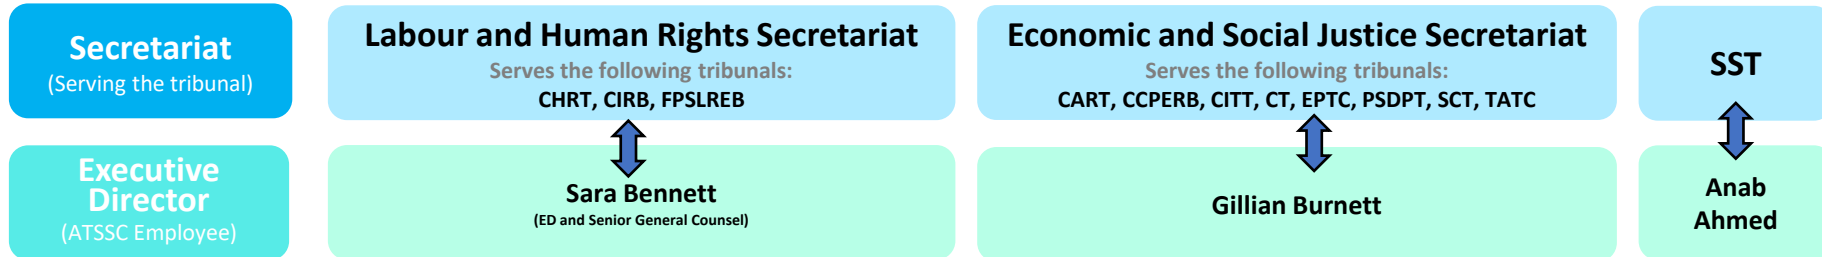 Secretariat
(Serving the tribunal)
Labour and Human Rights Secretariat
Serves the following tribunals:
CHRT, CIRB, FPSLREB
Economic and Social Justice Secretariat
Serves the following tribunals:
CART, CCPERB, CITT, CT, EPTC, PSDPT, SCT, TATC
SST
Executive
Director
(ATSSC Employee)
Sara Bennett
(ED and Senior General Counsel)
Gillian Burnett
Anab
Ahmed